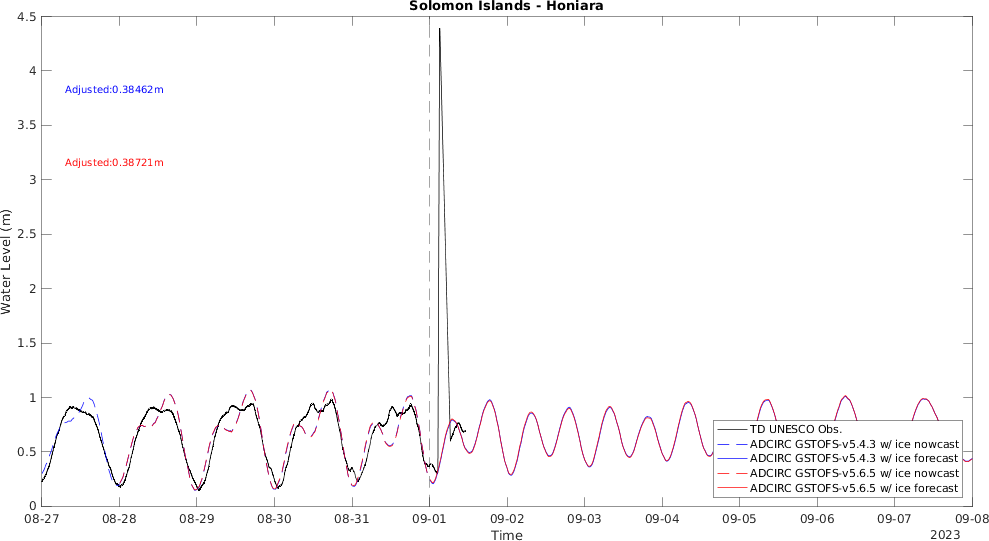 Solomon Islands - Honiara
4.5
4
3.5
3
2.5
2
1.5
1
0.5
0
Water Level (m)
Adjusted:0.38462m
Adjusted:0.38721m
TD UNESCO Obs.
ADCIRC GSTOFS-v5.4.3 w/ ice nowcast
ADCIRC GSTOFS-v5.4.3 w/ ice forecast
ADCIRC GSTOFS-v5.6.5 w/ ice nowcast
ADCIRC GSTOFS-v5.6.5 w/ ice forecast
08-27 08-28 08-29 08-30 08-31 09-01 09-02 09-03 09-04 09-05 09-06 09-07 09-08
Time
2023